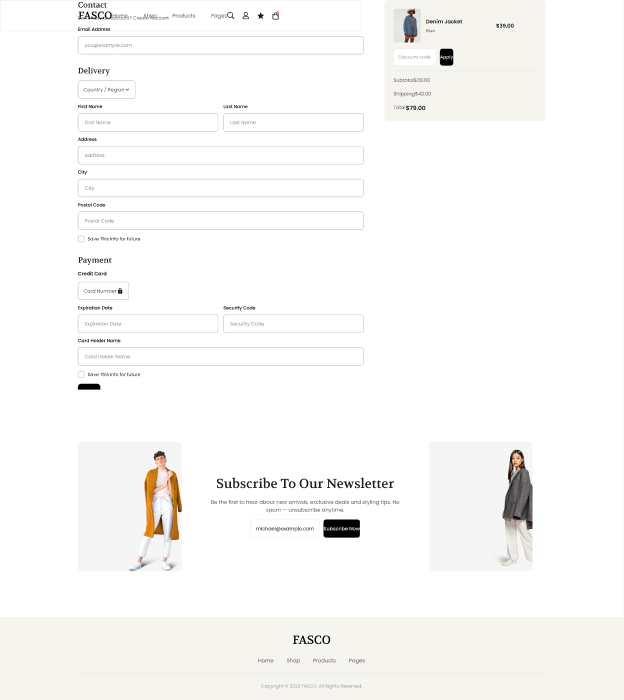 Contact
FASCO
Home
Shop
Products
Pages
Account? Create Account
Email Address
you@example.com
Delivery
Country / Region
First Name
Last Name
First Name
Last Name
Address
Address
City
City
Postal Code
Postal Code
Save This Info for future
Payment
Credit Card
Card Number
Expiration Date
Security Code
Expiration Date
Security Code
Card Holder Name
Card Holder Name
Save This Info for future
Denim Jacket
$39.00
Discount code
Apply
Subtotal
Shipping$40.00
Total $79.00
Subscribe To Our Newsletter
Be the first to hear about new arrivals, exclusive deals and styling tips. No
spam — unsubscribe anytime.
michael@example.com
Subscribe Now
FASCO
Home
Shop
Products
Pages
Copyright © 2022 FASCO. All Rights Reserved.